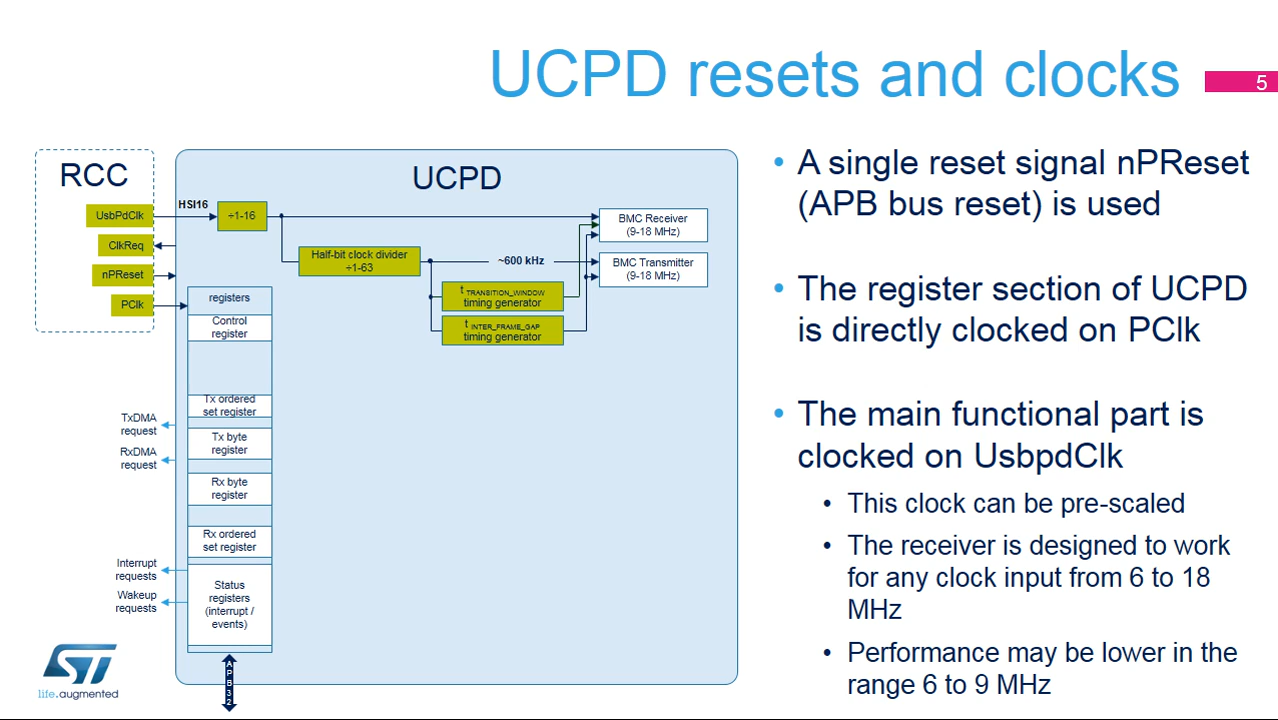 UCPD resets and clocks
5
RCC
UCPD
HSI16
UsbPdClk
÷1-16
ClkReq
nPReset
PClk
BMC Receiver
(9-18 MHz)
Half-bit clock divider
÷1-63
~600 kHz
BMC Transmitter
(9-18 MHz)
t TRANSITION_WINDOW
timing generator
t INTER_FRAME_GAP
timing generator
registers
Control
register
Tx ordered
set register
Tx byte
register
Rx byte
register
Rx ordered
set register
Status
registers
(interrupt /
events)
TxDMA
request
RxDMA
request
Interrupt
requests
Wakeup
requests
APB32
• A single reset signal nPReset
(APB bus reset) is used
• The register section of UCPD
is directly clocked on PClk
• The main functional part is
clocked on UsbpdClk
• This clock can be pre-scaled
• The receiver is designed to work
for any clock input from 6 to 18
MHz
• Performance may be lower in the
range 6 to 9 MHz
ST
life.augmented